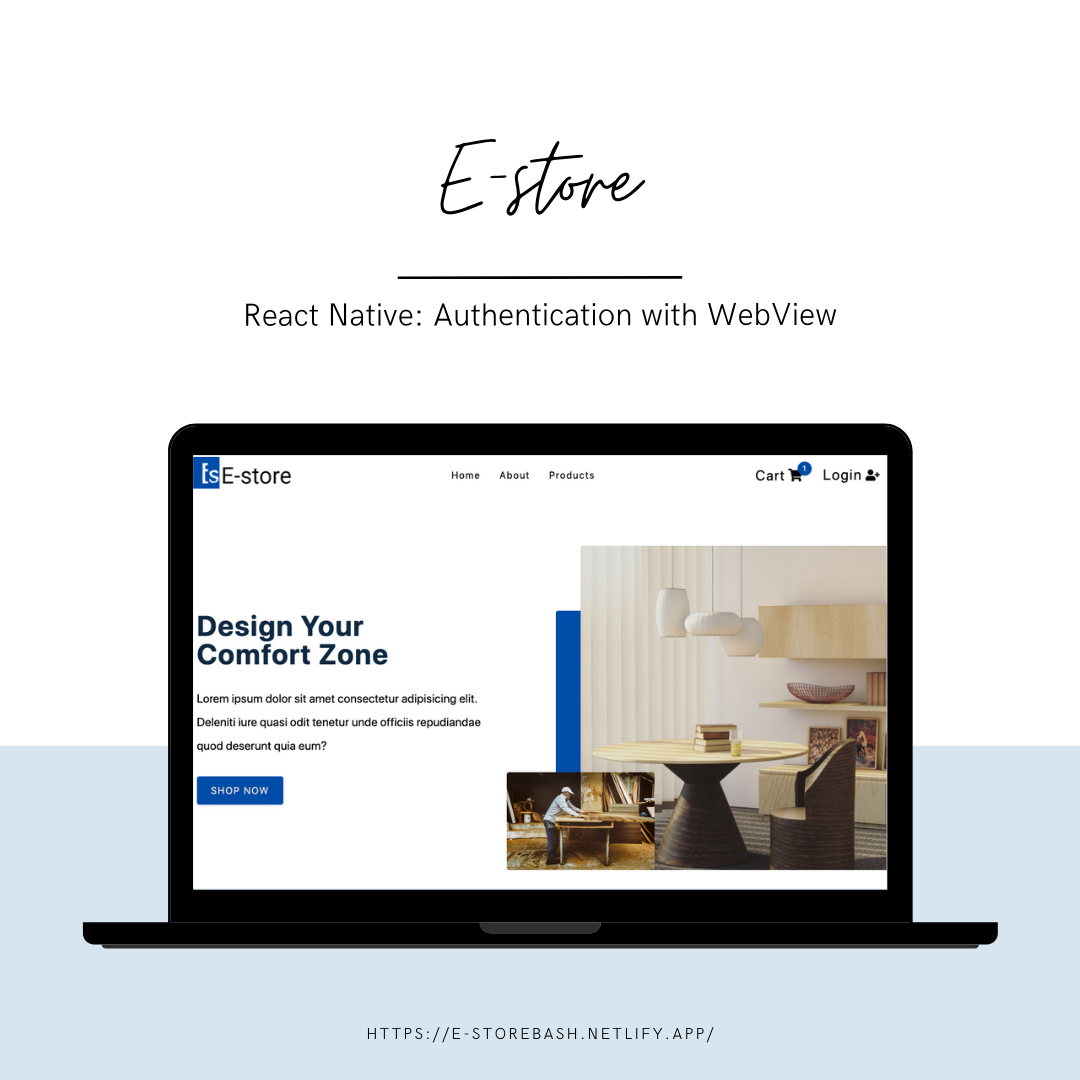 E-store
React Native: Authentication with WebView
Es E-store
Home About Products
Cart 1 Login
Design Your
Comfort Zone
Lorem ipsum dolor sit amet consectetur adipisicing elit.
Deleniti iure quasi odit tenetur unde officiis repudiandae
quod deserunt quia eum?
SHOP NOW
HTTPS://E-STOREBASH.NETLIFY.APP/